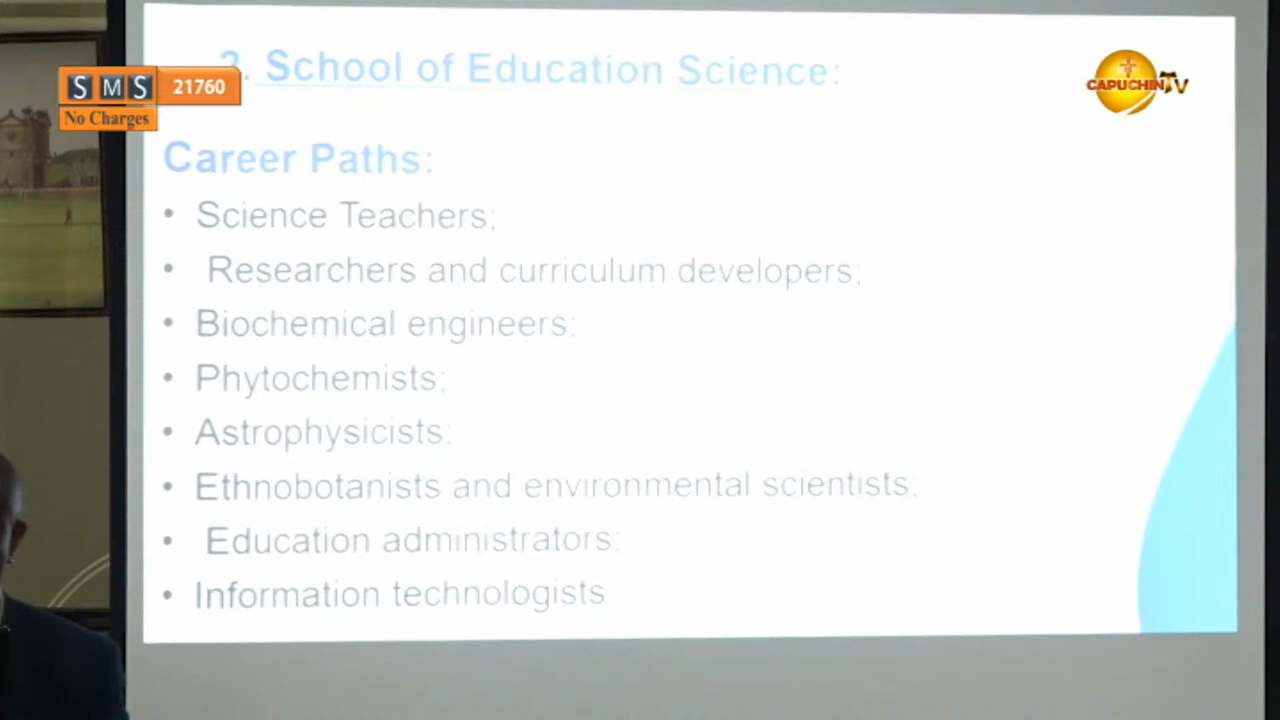 2. School of Education Science:
SMS 21760
No Charges
CAPUCHIN TV
Career Paths:
• Science Teachers;
• Researchers and curriculum developers;
• Biochemical engineers;
• Phytochemists;
• Astrophysicists;
• Ethnobotanists and environmental scientists;
• Education administrators;
• Information technologists